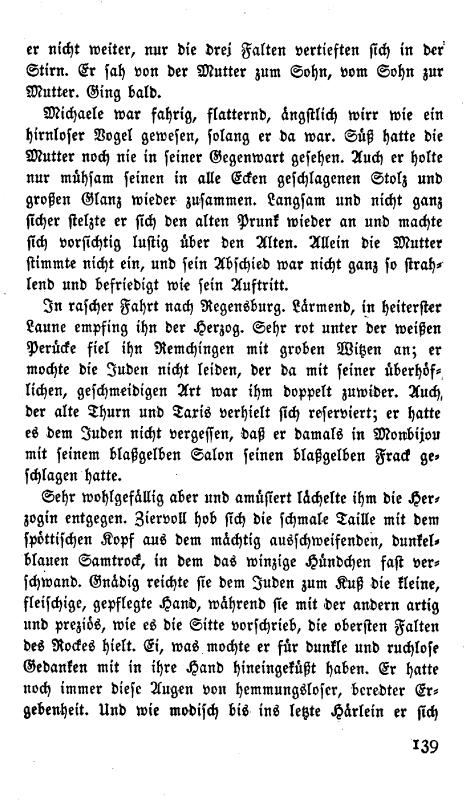 er nicht weiter, nur die drei Falten vertieften sich in der
Stirn. Er sah von der Mutter zum Sohn, vom Sohn zur
Mutter. Ging bald.
Michaele war fahrig, flatternd, ängstlich wirr wie ein
hirnloser Vogel gewesen, solang er da war. Süß hatte die
Mutter noch nie in seiner Gegenwart gesehen. Auch er holte
nur mühsam seinen in alle Ecken geschlagenen Stolz und
großen Glanz wieder zusammen. Langsam und nicht ganz
sicher stelzte er sich den alten Prunk wieder an und machte
sich vorsichtig lustig über den Alten. Allein die Mutter
stimmte nicht ein, und sein Abschied war nicht ganz so strah-
lend und befriedigt wie sein Auftritt.
In rascher Fahrt nach Regensburg. Lärmend, in heiterster
Laune empfing ihn der Herzog. Sehr rot unter der weißen
Perücke fiel ihn Remchingen mit groben Witzen an; er
mochte die Juden nicht leiden, der da mit seiner überhöf-
lichen, geschmeidigen Art war ihm doppelt zuwider. Auch
der alte Thurn und Taxis verhielt sich reserviert; er hatte
es dem Juden nicht vergessen, daß er damals in Monbijou
mit seinem blaßgelben Salon seinen blaßgelben Frack ge-
schlagen hatte.
Sehr wohlgefällig aber und amüsiert lächelte ihm die Her-
zogin entgegen. Ziervoll hob sich die schmale Taille mit dem
spöttischen Kopf aus dem mächtig ausschweifenden, dunkel-
blauen Samtrock, in dem das winzige Hündchen fast ver-
schwand. Gnädig reichte sie dem Juden zum Kuß die kleine,
fleischige, gepflegte Hand, während sie mit der andern artig
und preziös, wie es die Sitte vorschrieb, die obersten Falten
des Rockes hielt. Ei, was mochte er für dunkle und ruchlose
Gedanken mit in ihre Hand hineingeküßt haben. Er hatte
noch immer diese Augen von hemmungsloser, beredter Er-
gebenheit. Und wie modisch bis ins letzte Härlein er sich
139